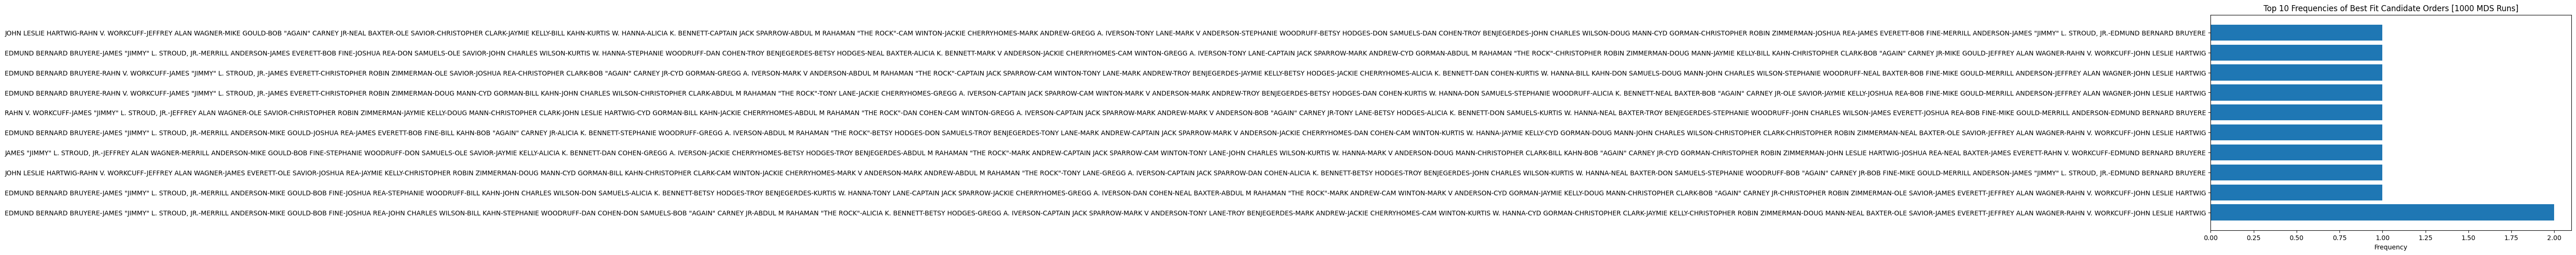 Top 10 Frequencies of Best Fit Candidate Orders [1000 MDS Runs]
JOHN LESLIE HARTWIG-RAHN V. WORKCUFF-JEFFREY ALAN WAGNER-MIKE GOULD-BOB "AGAIN" CARNEY JR-NEAL BAXTER-OLE SAVIOR-CHRISTOPHER CLARK-JAYMIE KELLY-BILL KAHN-KURTIS W. HANNA-ALICIA K. BENNETT-CAPTAIN JACK SPARROW-ABDUL M RAHAMAN "THE ROCK"-CAM WINTON-JACKIE CHERRYHOMES-MARK ANDREW-GREGG A. IVERSON-TONY LANE-MARK V ANDERSON-STEPHANIE WOODRUFF-BETSY HODGES-DON SAMUELS-DAN COHEN-TROY BENJEGERDES-JOHN CHARLES WILSON-DOUG MANN-CYD GORMAN-CHRISTOPHER ROBIN ZIMMERMAN-JOSHUA REA-JAMES EVERETT-BOB FINE-MERRILL ANDERSON-JAMES "JIMMY" L. STROUD, JR.-EDMUND BERNARD BRUYERE
EDMUND BERNARD BRUYERE-JAMES "JIMMY" L. STROUD, JR.-MERRILL ANDERSON-JAMES EVERETT-BOB FINE-JOSHUA REA-DON SAMUELS-OLE SAVIOR-JOHN CHARLES WILSON-KURTIS W. HANNA-STEPHANIE WOODRUFF-DAN COHEN-TROY BENJEGERDES-BETSY HODGES-NEAL BAXTER-ALICIA K. BENNETT-MARK V ANDERSON-JACKIE CHERRYHOMES-CAM WINTON-GREGG A. IVERSON-TONY LANE-CAPTAIN JACK SPARROW-MARK ANDREW-CYD GORMAN-ABDUL M RAHAMAN "THE ROCK"-CHRISTOPHER ROBIN ZIMMERMAN-DOUG MANN-JAYMIE KELLY-BILL KAHN-CHRISTOPHER CLARK-BOB "AGAIN" CARNEY JR-MIKE GOULD-JEFFREY ALAN WAGNER-RAHN V. WORKCUFF-JOHN LESLIE HARTWIG
EDMUND BERNARD BRUYERE-RAHN V. WORKCUFF-JAMES "JIMMY" L. STROUD, JR.-JAMES EVERETT-CHRISTOPHER ROBIN ZIMMERMAN-OLE SAVIOR-JOSHUA REA-CHRISTOPHER CLARK-BOB "AGAIN" CARNEY JR-CYD GORMAN-GREGG A. IVERSON-MARK V ANDERSON-ABDUL M RAHAMAN "THE ROCK"-CAPTAIN JACK SPARROW-CAM WINTON-TONY LANE-MARK ANDREW-TROY BENJEGERDES-JAYMIE KELLY-BETSY HODGES-JACKIE CHERRYHOMES-ALICIA K. BENNETT-DAN COHEN-KURTIS W. HANNA-BILL KAHN-DON SAMUELS-DOUG MANN-JOHN CHARLES WILSON-STEPHANIE WOODRUFF-NEAL BAXTER-BOB FINE-MIKE GOULD-MERRILL ANDERSON-JEFFREY ALAN WAGNER-JOHN LESLIE HARTWIG
EDMUND BERNARD BRUYERE-RAHN V. WORKCUFF-JAMES "JIMMY" L. STROUD, JR.-JAMES EVERETT-CHRISTOPHER ROBIN ZIMMERMAN-DOUG MANN-CYD GORMAN-BILL KAHN-JOHN CHARLES WILSON-CHRISTOPHER CLARK-ABDUL M RAHAMAN "THE ROCK"-TONY LANE-JACKIE CHERRYHOMES-GREGG A. IVERSON-CAPTAIN JACK SPARROW-CAM WINTON-MARK V ANDERSON-MARK ANDREW-TROY BENJEGERDES-BETSY HODGES-DAN COHEN-KURTIS W. HANNA-DON SAMUELS-STEPHANIE WOODRUFF-ALICIA K. BENNETT-NEAL BAXTER-BOB "AGAIN" CARNEY JR-OLE SAVIOR-JAYMIE KELLY-JOSHUA REA-BOB FINE-MIKE GOULD-MERRILL ANDERSON-JEFFREY ALAN WAGNER-JOHN LESLIE HARTWIG
RAHN V. WORKCUFF-JAMES "JIMMY" L. STROUD, JR.-JEFFREY ALAN WAGNER-OLE SAVIOR-CHRISTOPHER ROBIN ZIMMERMAN-JAYMIE KELLY-DOUG MANN-CHRISTOPHER CLARK-JOHN LESLIE HARTWIG-CYD GORMAN-BILL KAHN-JACKIE CHERRYHOMES-ABDUL M RAHAMAN "THE ROCK"-DAN COHEN-CAM WINTON-GREGG A. IVERSON-CAPTAIN JACK SPARROW-MARK ANDREW-MARK V ANDERSON-BOB "AGAIN" CARNEY JR-TONY LANE-BETSY HODGES-ALICIA K. BENNETT-DON SAMUELS-KURTIS W. HANNA-NEAL BAXTER-TROY BENJEGERDES-STEPHANIE WOODRUFF-JOHN CHARLES WILSON-JAMES EVERETT-JOSHUA REA-BOB FINE-MIKE GOULD-MERRILL ANDERSON-EDMUND BERNARD BRUYERE
EDMUND BERNARD BRUYERE-JAMES "JIMMY" L. STROUD, JR.-MERRILL ANDERSON-MIKE GOULD-JOSHUA REA-JAMES EVERETT-BOB FINE-BILL KAHN-BOB "AGAIN" CARNEY JR-ALICIA K. BENNETT-STEPHANIE WOODRUFF-GREGG A. IVERSON-ABDUL M RAHAMAN "THE ROCK"-BETSY HODGES-DON SAMUELS-TROY BENJEGERDES-TONY LANE-MARK ANDREW-CAPTAIN JACK SPARROW-MARK V ANDERSON-JACKIE CHERRYHOMES-DAN COHEN-CAM WINTON-KURTIS W. HANNA-JAYMIE KELLY-CYD GORMAN-DOUG MANN-JOHN CHARLES WILSON-CHRISTOPHER CLARK-CHRISTOPHER ROBIN ZIMMERMAN-NEAL BAXTER-OLE SAVIOR-JEFFREY ALAN WAGNER-RAHN V. WORKCUFF-JOHN LESLIE HARTWIG
JAMES "JIMMY" L. STROUD, JR.-JEFFREY ALAN WAGNER-MERRILL ANDERSON-MIKE GOULD-BOB FINE-STEPHANIE WOODRUFF-DON SAMUELS-OLE SAVIOR-JAYMIE KELLY-ALICIA K. BENNETT-DAN COHEN-GREGG A. IVERSON-JACKIE CHERRYHOMES-BETSY HODGES-TROY BENJEGERDES-ABDUL M RAHAMAN "THE ROCK"-MARK ANDREW-CAPTAIN JACK SPARROW-CAM WINTON-TONY LANE-JOHN CHARLES WILSON-KURTIS W. HANNA-MARK V ANDERSON-DOUG MANN-CHRISTOPHER CLARK-BILL KAHN-BOB "AGAIN" CARNEY JR-CYD GORMAN-CHRISTOPHER ROBIN ZIMMERMAN-JOHN LESLIE HARTWIG-JOSHUA REA-NEAL BAXTER-JAMES EVERETT-RAHN V. WORKCUFF-EDMUND BERNARD BRUYERE
JOHN LESLIE HARTWIG-RAHN V. WORKCUFF-JEFFREY ALAN WAGNER-JAMES EVERETT-OLE SAVIOR-JOSHUA REA-JAYMIE KELLY-CHRISTOPHER ROBIN ZIMMERMAN-DOUG MANN-CYD GORMAN-BILL KAHN-CHRISTOPHER CLARK-CAM WINTON-JACKIE CHERRYHOMES-MARK V ANDERSON-MARK ANDREW-ABDUL M RAHAMAN "THE ROCK"-TONY LANE-GREGG A. IVERSON-CAPTAIN JACK SPARROW-DAN COHEN-ALICIA K. BENNETT-BETSY HODGES-TROY BENJEGERDES-JOHN CHARLES WILSON-KURTIS W. HANNA-NEAL BAXTER-DON SAMUELS-STEPHANIE WOODRUFF-BOB "AGAIN" CARNEY JR-BOB FINE-MIKE GOULD-MERRILL ANDERSON-JAMES "JIMMY" L. STROUD, JR.-EDMUND BERNARD BRUYERE
EDMUND BERNARD BRUYERE-JAMES "JIMMY" L. STROUD, JR.-MERRILL ANDERSON-MIKE GOULD-BOB FINE-JOSHUA REA-STEPHANIE WOODRUFF-BILL KAHN-JOHN CHARLES WILSON-DON SAMUELS-ALICIA K. BENNETT-BETSY HODGES-TROY BENJEGERDES-KURTIS W. HANNA-TONY LANE-CAPTAIN JACK SPARROW-JACKIE CHERRYHOMES-GREGG A. IVERSON-DAN COHEN-NEAL BAXTER-ABDUL M RAHAMAN "THE ROCK"-MARK ANDREW-CAM WINTON-MARK V ANDERSON-CYD GORMAN-JAYMIE KELLY-DOUG MANN-CHRISTOPHER CLARK-BOB "AGAIN" CARNEY JR-CHRISTOPHER ROBIN ZIMMERMAN-OLE SAVIOR-JAMES EVERETT-JEFFREY ALAN WAGNER-RAHN V. WORKCUFF-JOHN LESLIE HARTWIG
EDMUND BERNARD BRUYERE-JAMES "JIMMY" L. STROUD, JR.-MERRILL ANDERSON-MIKE GOULD-BOB FINE-JOSHUA REA-JOHN CHARLES WILSON-BILL KAHN-STEPHANIE WOODRUFF-DAN COHEN-DON SAMUELS-BOB "AGAIN" CARNEY JR-ABDUL M RAHAMAN "THE ROCK"-ALICIA K. BENNETT-BETSY HODGES-GREGG A. IVERSON-CAPTAIN JACK SPARROW-MARK V ANDERSON-TONY LANE-TROY BENJEGERDES-MARK ANDREW-JACKIE CHERRYHOMES-CAM WINTON-KURTIS W. HANNA-CYD GORMAN-CHRISTOPHER CLARK-JAYMIE KELLY-CHRISTOPHER ROBIN ZIMMERMAN-DOUG MANN-NEAL BAXTER-OLE SAVIOR-JAMES EVERETT-JEFFREY ALAN WAGNER-RAHN V. WORKCUFF-JOHN LESLIE HARTWIG
0.00 0.25 0.50 0.75 1.00 1.25 1.50 1.75 2.00
Frequency